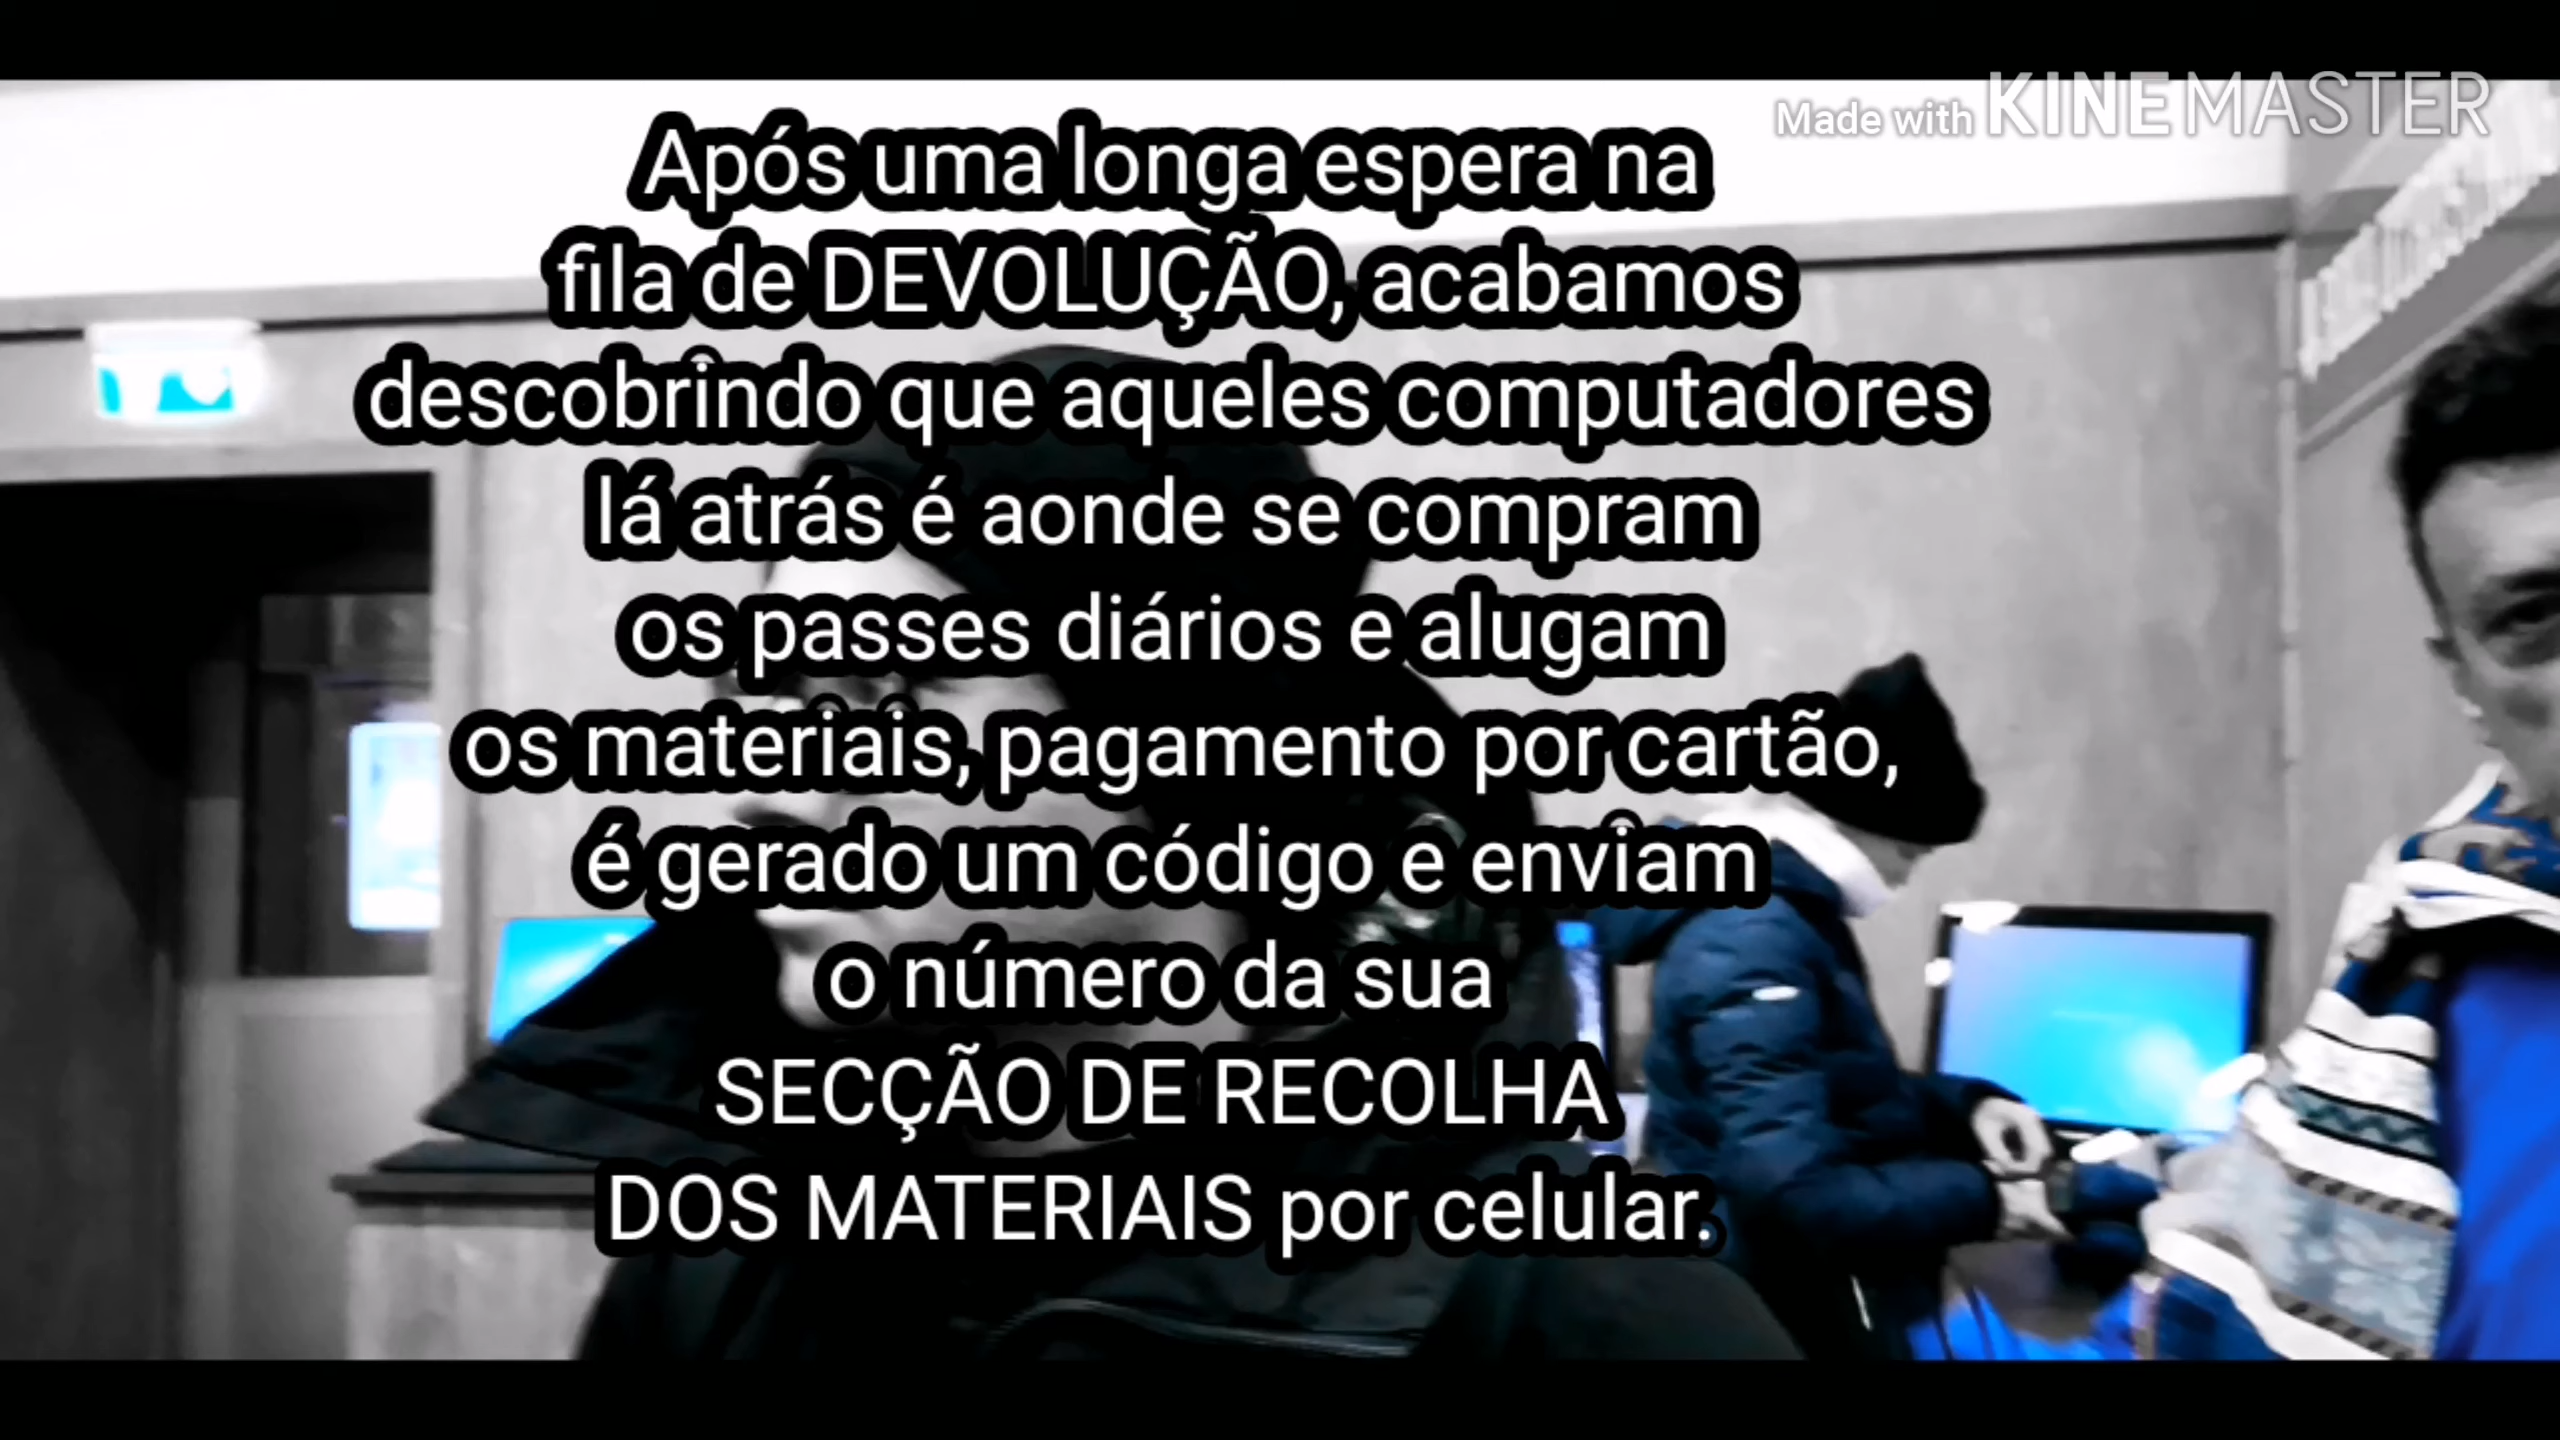 Made with KINEMASTER
Após uma longa espera na
fila de DEVOLUÇÃO, acabamos
descobrindo que aqueles computadores
lá atrás é aonde se compram
os passes diários e alugam
os materiais, pagamento por cartão,
é gerado um código e enviam
o número da sua
SECÇÃO DE RECOLHA
DOS MATERIAIS por celular.